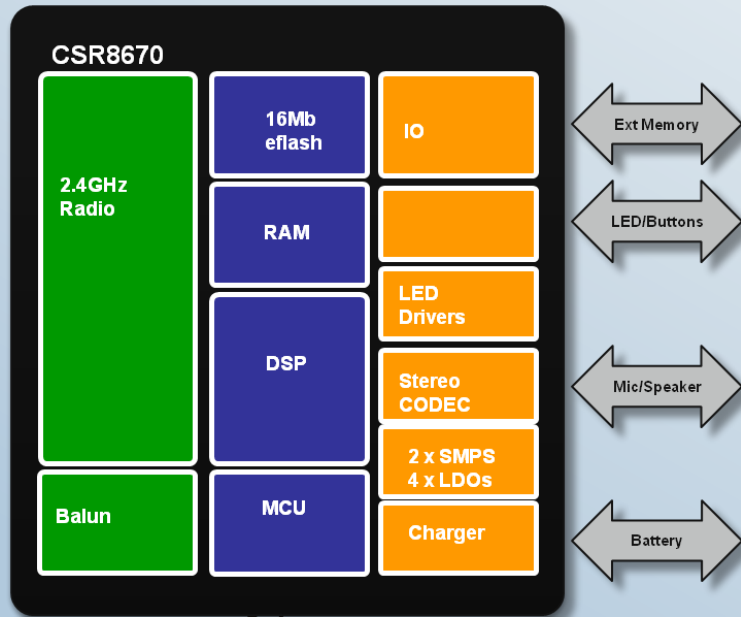 CSR8670
2.4GHz
Radio
Balun
16Mb
eflash
RAM
DSP
MCU
IO
LED
Drivers
Stereo
CODEC
2 x SMPS
4 x LDOs
Charger
Ext Memory
LED/Buttons
Mic/Speaker
Battery